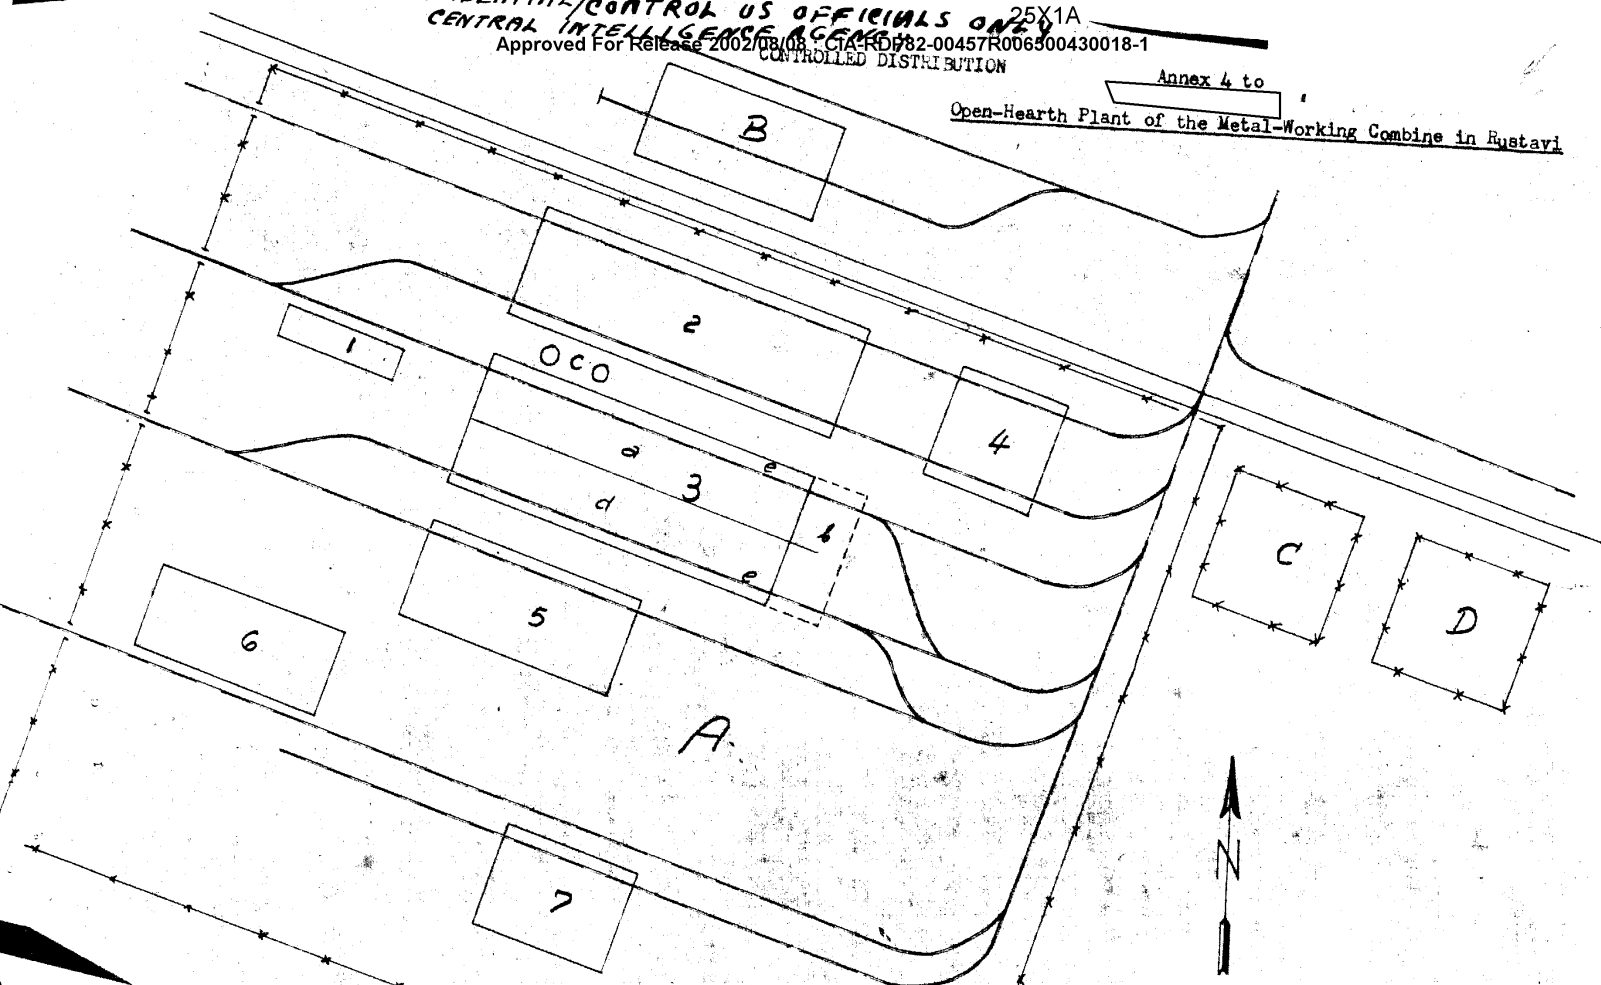 CONTROL US OFFICIALS ONLY
25X1A
CENTRAL INTELLIGENCE AGENCY
Approved For Release 2002/08/08 : CIA-RDP82-00457R006500430018-1
CONTROLLED DISTRIBUTION
Annex 4 to
Open-Hearth Plant of the Metal-Working Combine in Rustavi
B
2
1
O c O
4
a
e
3
d
b
C
e
5
D
6
A
N
7